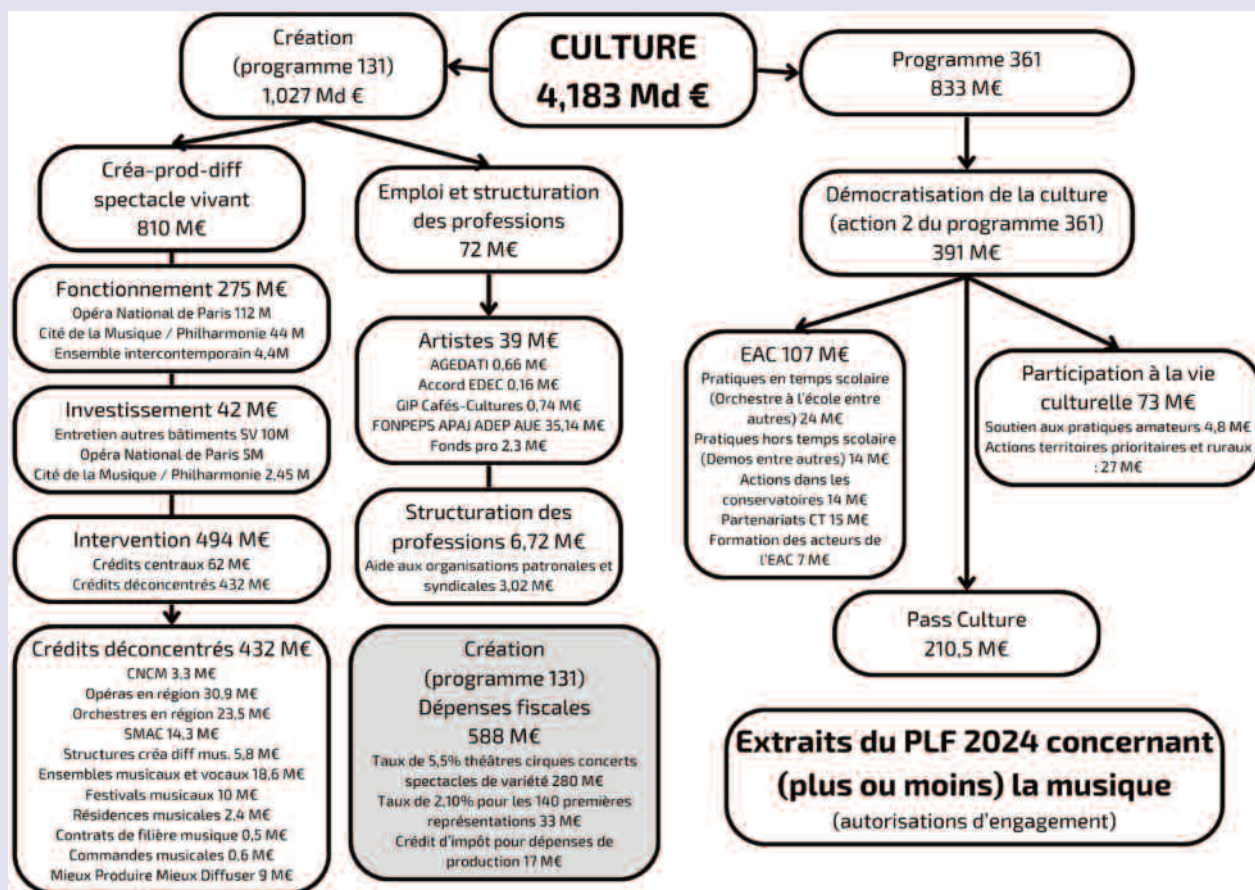 CULTURE
4,183 Md €
Création
(programme 131)
1,027 Md €
Programme 361
833 M€
Créa-prod-diff
spectacle vivant
810 M€
Emploi et structuration
des professions
72 M€
Démocratisation de la culture
(action 2 du programme 361)
391 M€
Fonctionnement 275 M€
Opéra National de Paris 112 M
Cité de la Musique / Philharmonie 44 M
Ensemble intercontemporain 4,4M
Investissement 42 M€
Entretien autres bâtiments SV 10M
Opéra National de Paris 5M
Cité de la Musique / Philharmonie 2,45 M
Intervention 494 M€
Crédits centraux 62 M€
Crédits déconcentrés 432 M€
Crédits déconcentrés 432 M€
CNCM 3,3 M€
Opéras en région 30,9 M€
Orchestres en région 23,5 M€
SMAC 14,3 M€
Structures créa diff mus. 5,8 M€
Ensembles musicaux et vocaux 18,6 M€
Festivals musicaux 10 M€
Résidences musicales 2,4 M€
Contrats de filière musique 0,5 M€
Commandes musicales 0,6 M€
Mieux Produire Mieux Diffuser 9 M€
Artistes 39 M€
AGEDATI 0,66 M€
Accord EDEC 0,16 M€
GIP Cafés-Cultures 0,74 M€
FONPEPS APAJ ADEP AUE 35,14 M€
Fonds pro 2,3 M€
Structuration des
professions 6,72 M€
Aide aux organisations patronales et
syndicales 3,02 M€
Création
(programme 131)
Dépenses fiscales
588 M€
Taux de 5,5% théâtres cirques concerts
spectacles de variété 280 M€
Taux de 2,10% pour les 140 premières
représentations 33 M€
Crédit d'impôt pour dépenses de
production 17 M€
EAC 107 M€
Pratiques en temps scolaire
(Orchestre à l'école entre
autres) 24 M€
Pratiques hors temps scolaire
(Demos entre autres) 14 M€
Actions dans les
conservatoires 14 M€
Partenariats CT 15 M€
Formation des acteurs de
l'EAC 7 M€
Participation à la vie
culturelle 73 M€
Soutien aux pratiques amateurs 4,8 M€
Actions territoires prioritaires et ruraux
: 27 M€
Pass Culture
210,5 M€
Extraits du PLF 2024 concernant
(plus ou moins) la musique
(autorisations d'engagement)